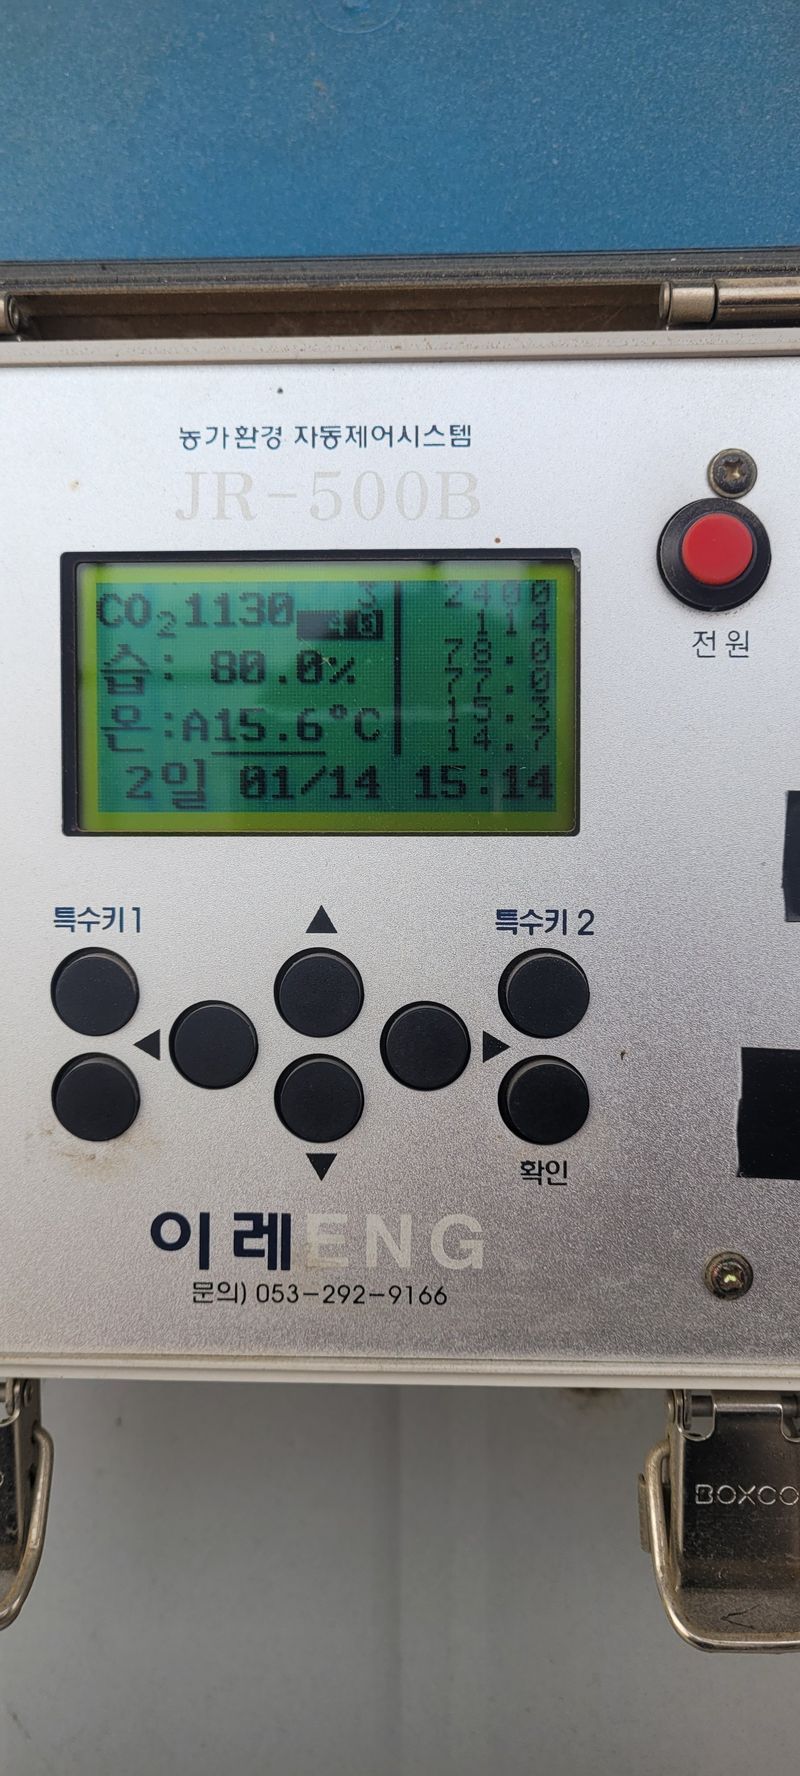 농가환경 자동제어시스템
JR-500B
전원
CO2 1130 3
습: 80.0%
온:A15.6°C
2400
114
78.0
77.0
15.3
14.7
2일 01/14 15:14
특수키1
▲
특수키 2
◀
▶
▼
확인
이레ENG
문의) 053-292-9166
BOXCO